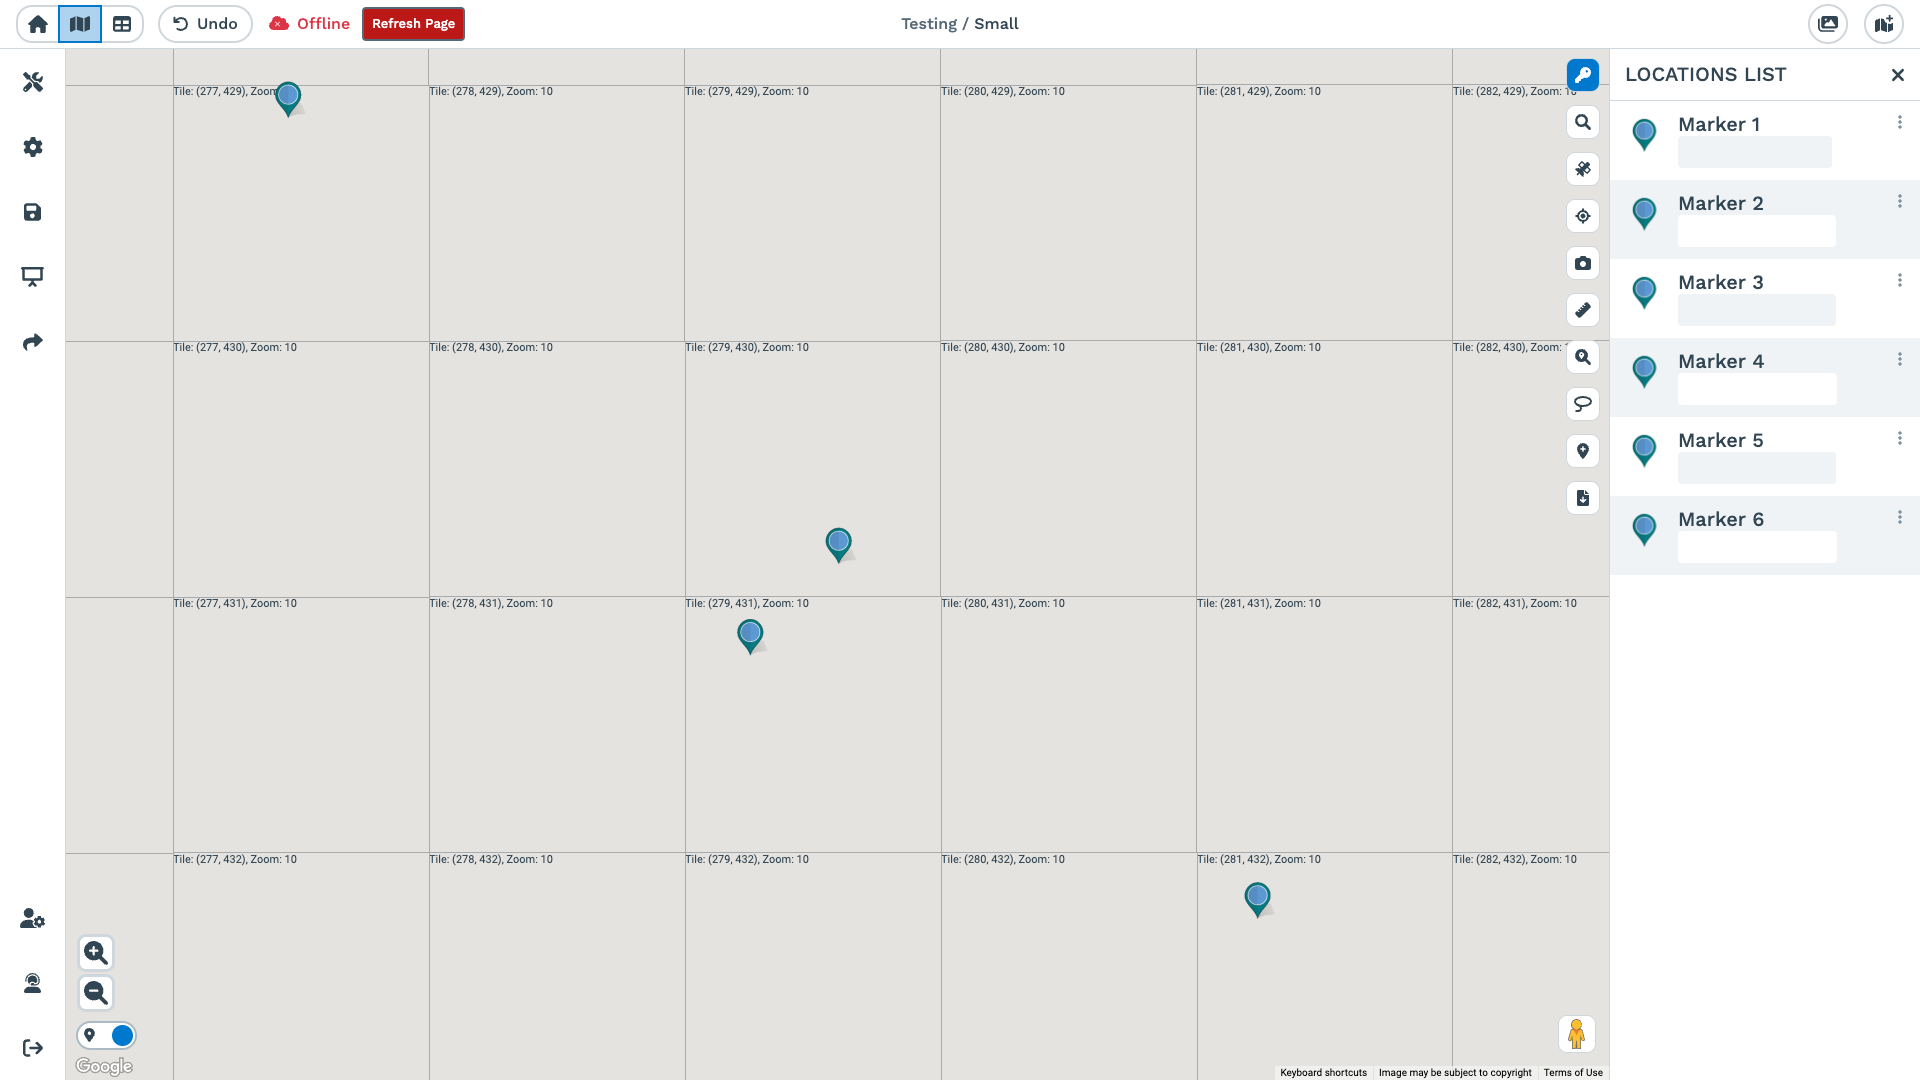 Undo
Offline
Refresh Page
Testing / Small
LOCATIONS LIST
Tile: (277, 429), Zoom
Tile: (278, 429), Zoom: 10
Tile: (279, 429), Zoom: 10
Tile: (280, 429), Zoom: 10
Tile: (281, 429), Zoom: 10
Tile: (282, 429), Zoom: 10
Tile: (277, 430), Zoom: 10
Tile: (278, 430), Zoom: 10
Tile: (279, 430), Zoom: 10
Tile: (280, 430), Zoom: 10
Tile: (281, 430), Zoom: 10
Tile: (282, 430), Zoom:
Tile: (277, 431), Zoom: 10
Tile: (278, 431), Zoom: 10
Tile: (279, 431), Zoom: 10
Tile: (280, 431), Zoom: 10
Tile: (281, 431), Zoom: 10
Tile: (282, 431), Zoom: 10
Tile: (277, 432), Zoom: 10
Tile: (278, 432), Zoom: 10
Tile: (279, 432), Zoom: 10
Tile: (280, 432), Zoom: 10
Tile: (281, 432), Zoom: 10
Tile: (282, 432), Zoom: 10
Marker 1
Marker 2
Marker 3
Marker 4
Marker 5
Marker 6
Google
Keyboard shortcuts
Image may be subject to copyright
Terms of Use